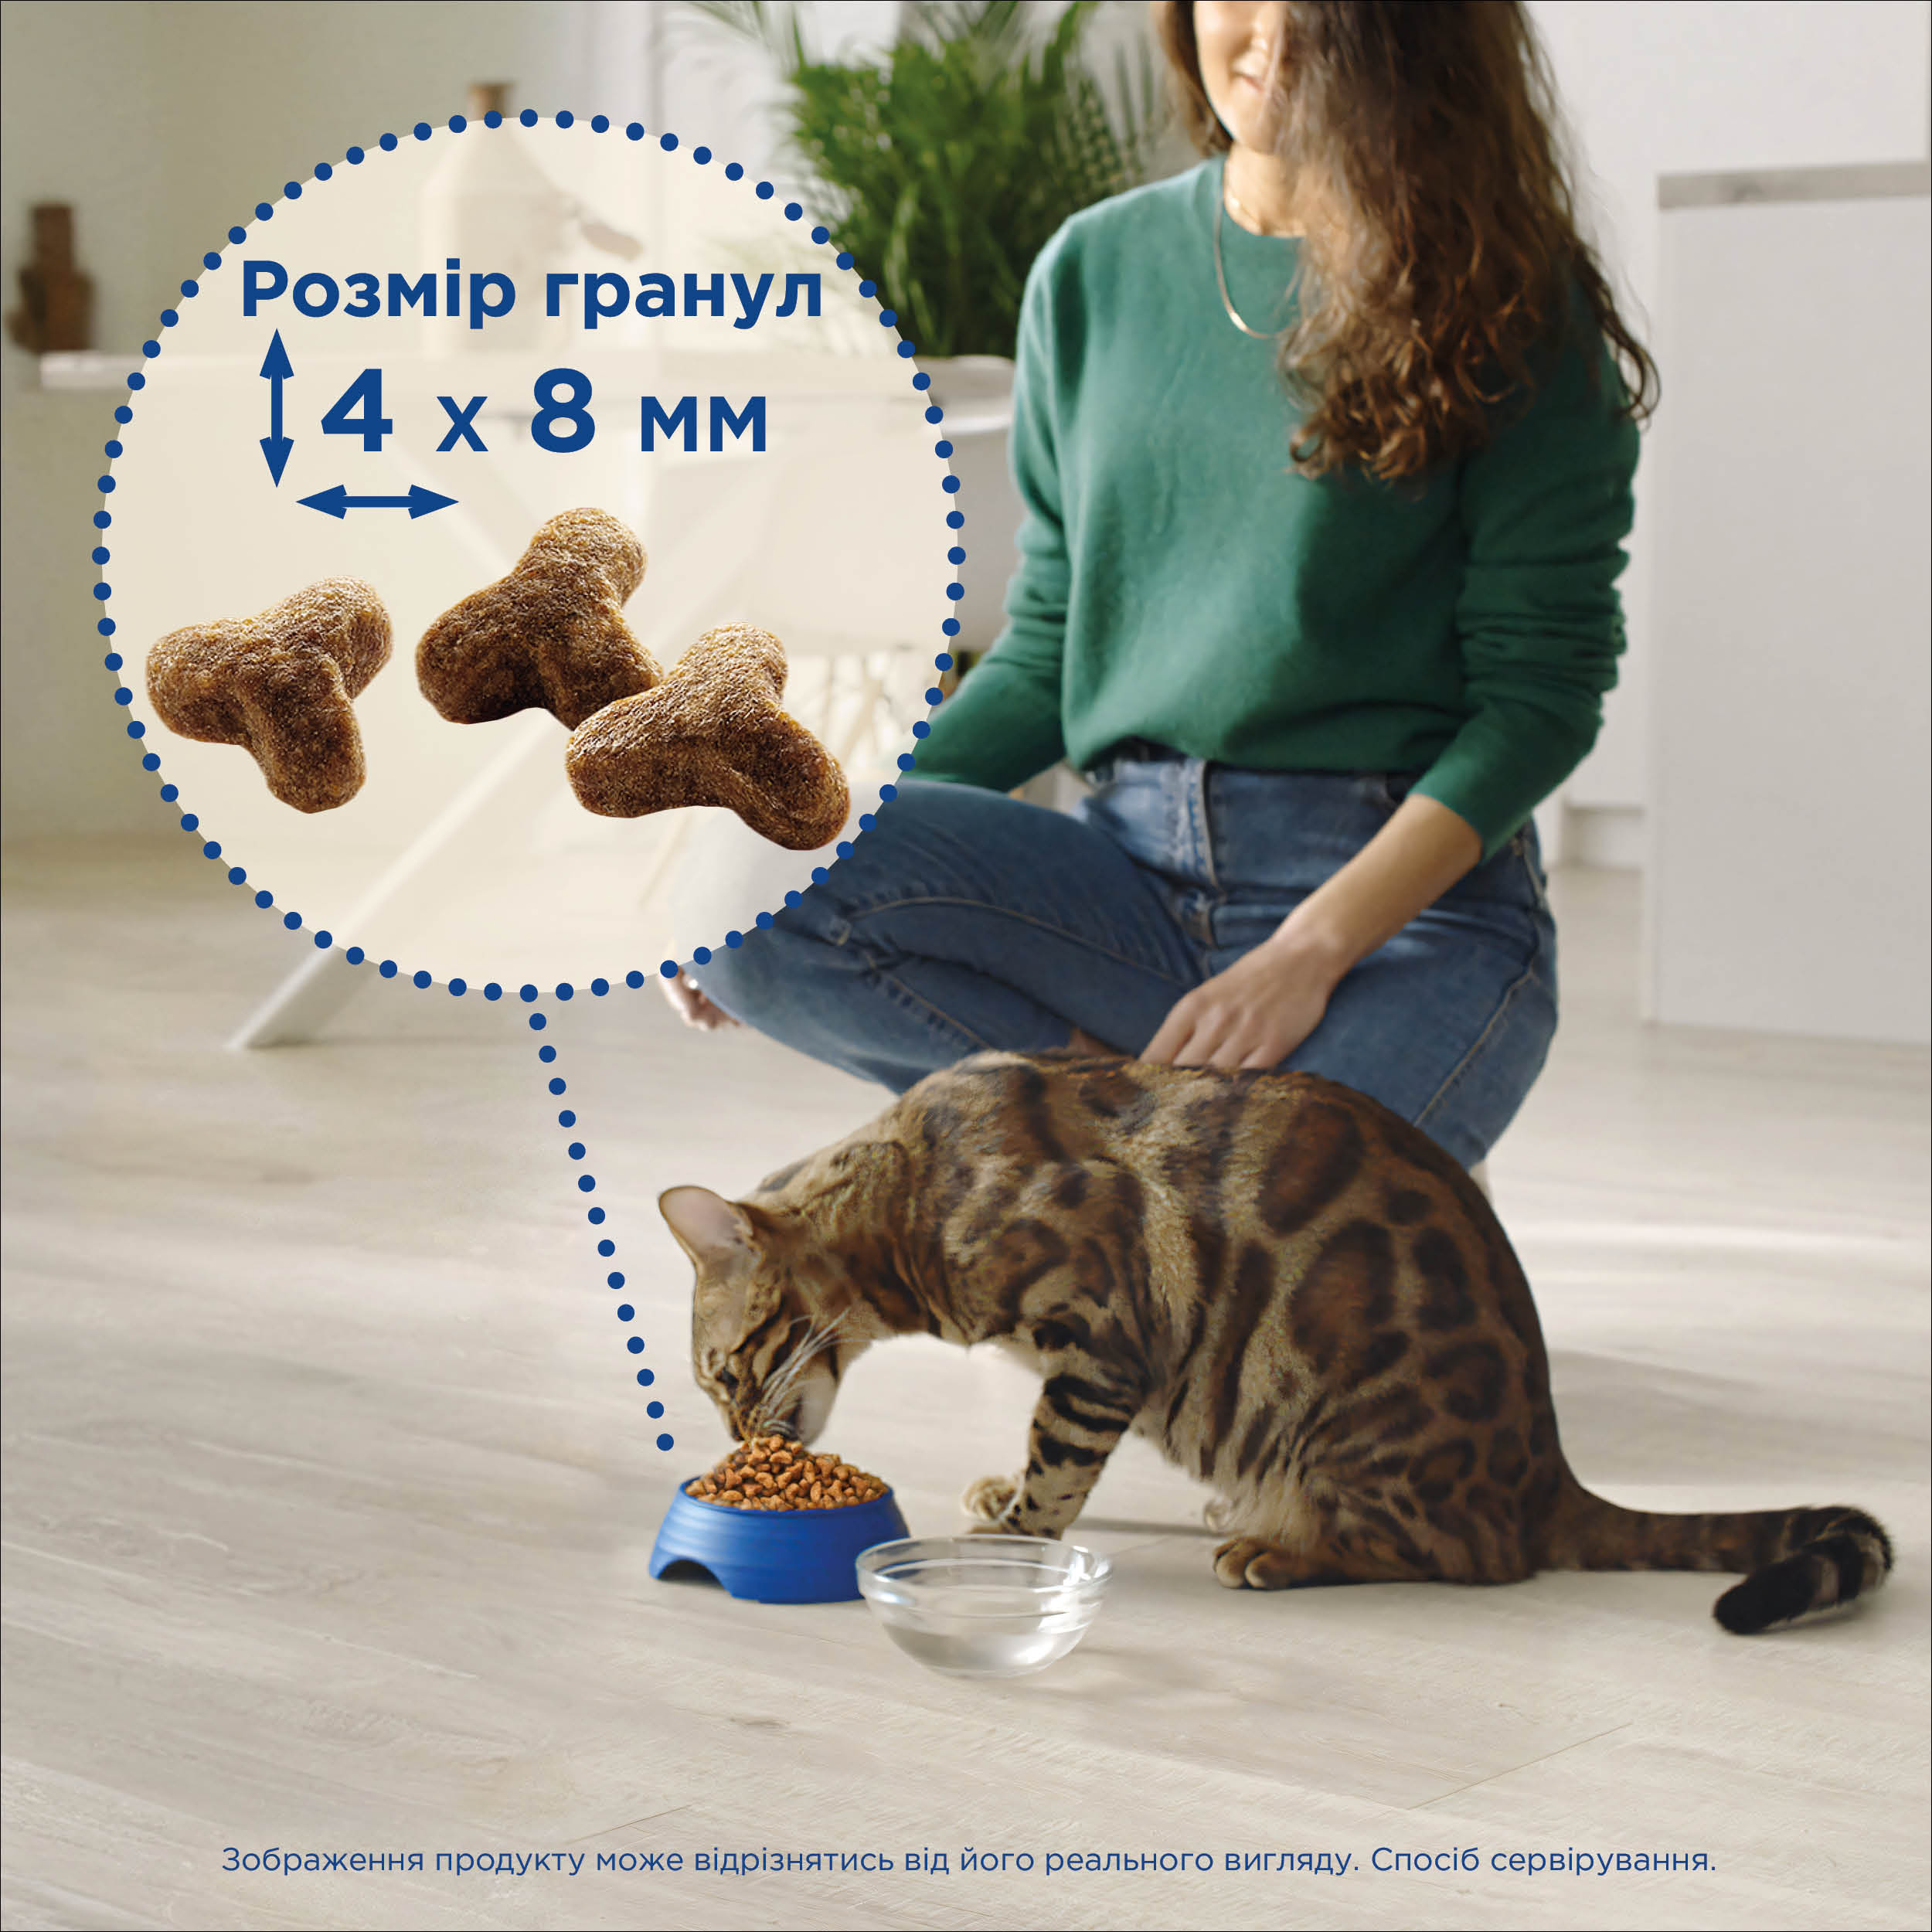 Розмір гранул
4 x 8 мм
Зображення продукту може відрізнятись від його реального вигляду. Спосіб сервірування.